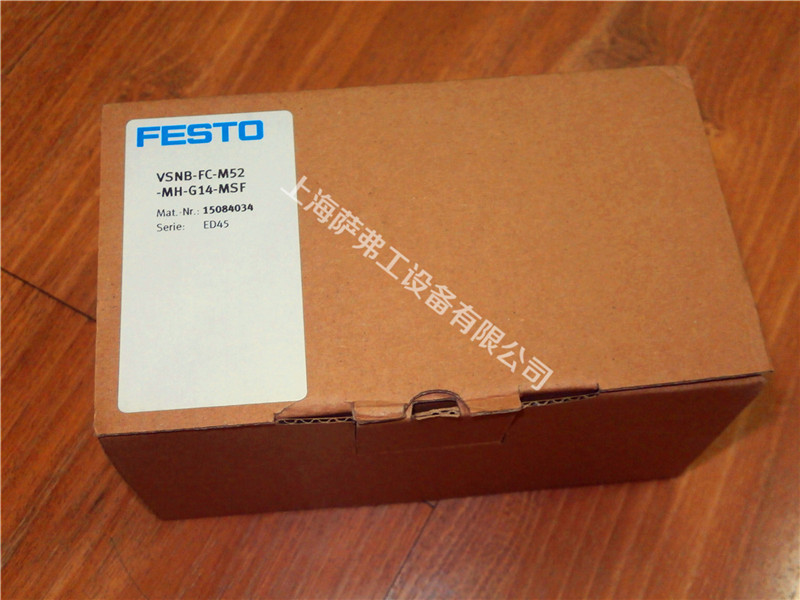 FESTO
VSNB-FC-M52
-MH-G14-MSF
Mat.-Nr.: 15084034
Serie: ED45
上海萨弗工设备有限公司